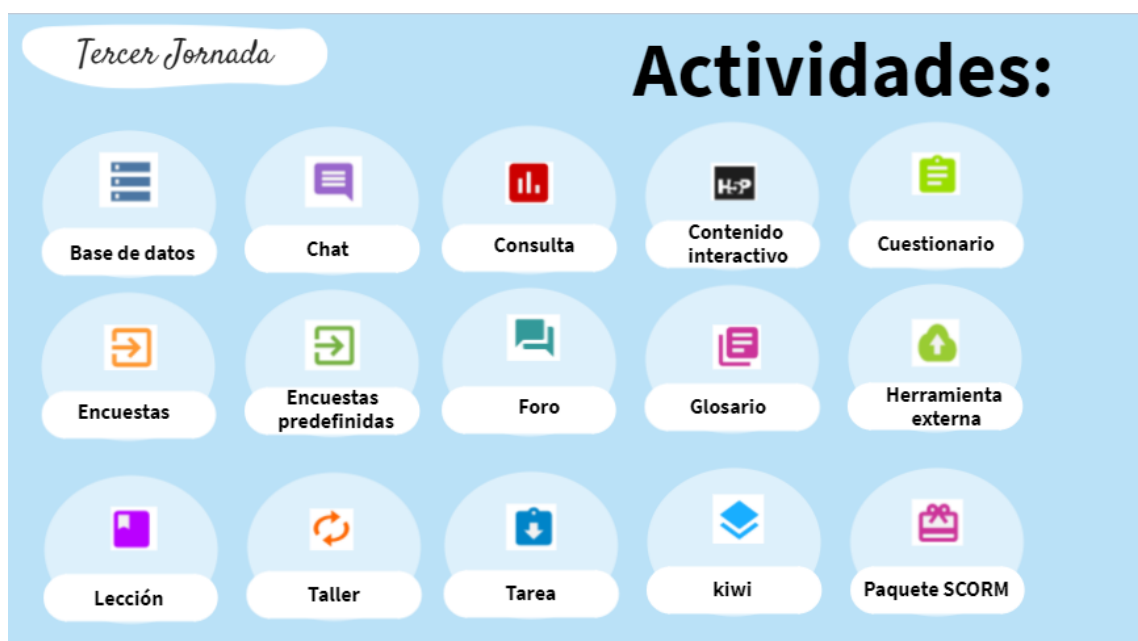 Tercer Jornada
Actividades:
Base de datos
Chat
Consulta
H5P
Contenido
interactivo
Cuestionario
Encuestas
Encuestas
predefinidas
Foro
Glosario
Herramienta
externa
Lección
Taller
Tarea
kiwi
Paquete SCORM